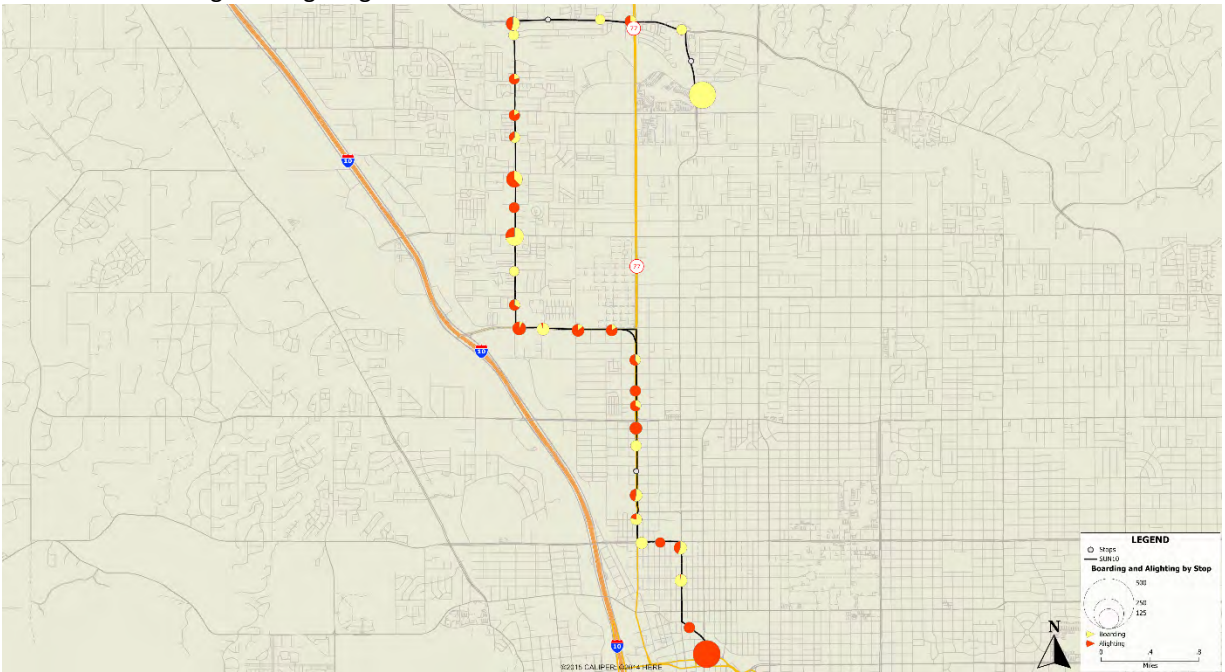 77
10
77
10
LEGEND
Stops
SUN10
Boarding and Alighting by Stop
500
250
125
Boarding
Alighting
N
0 .4 .8
Miles
10
©2015 CALIPER; ©2014 HERE